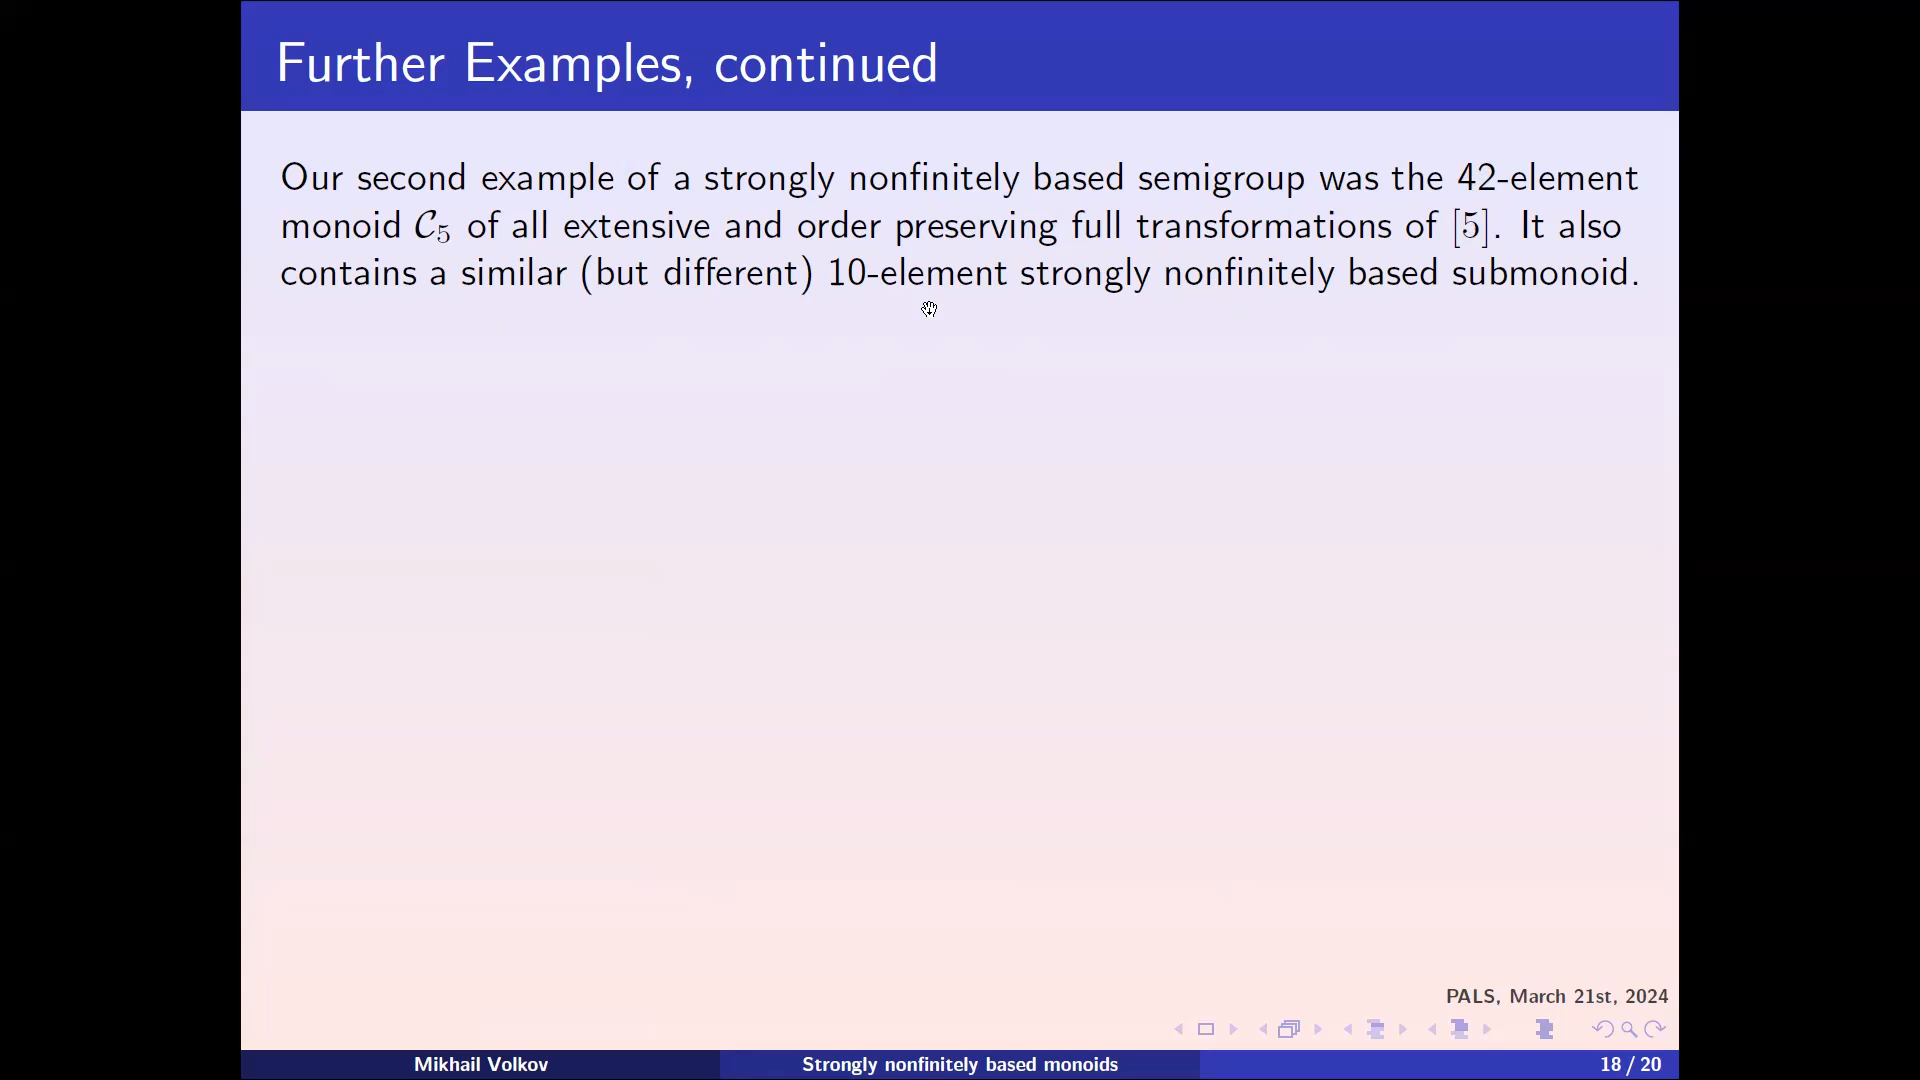 Further Examples, continued
Our second example of a strongly nonfinitely based semigroup was the 42-element
monoid 𝒞₅ of all extensive and order preserving full transformations of [5]. It also
contains a similar (but different) 10-element strongly nonfinitely based submonoid.
PALS, March 21st, 2024
Mikhail Volkov
Strongly nonfinitely based monoids
18 / 20